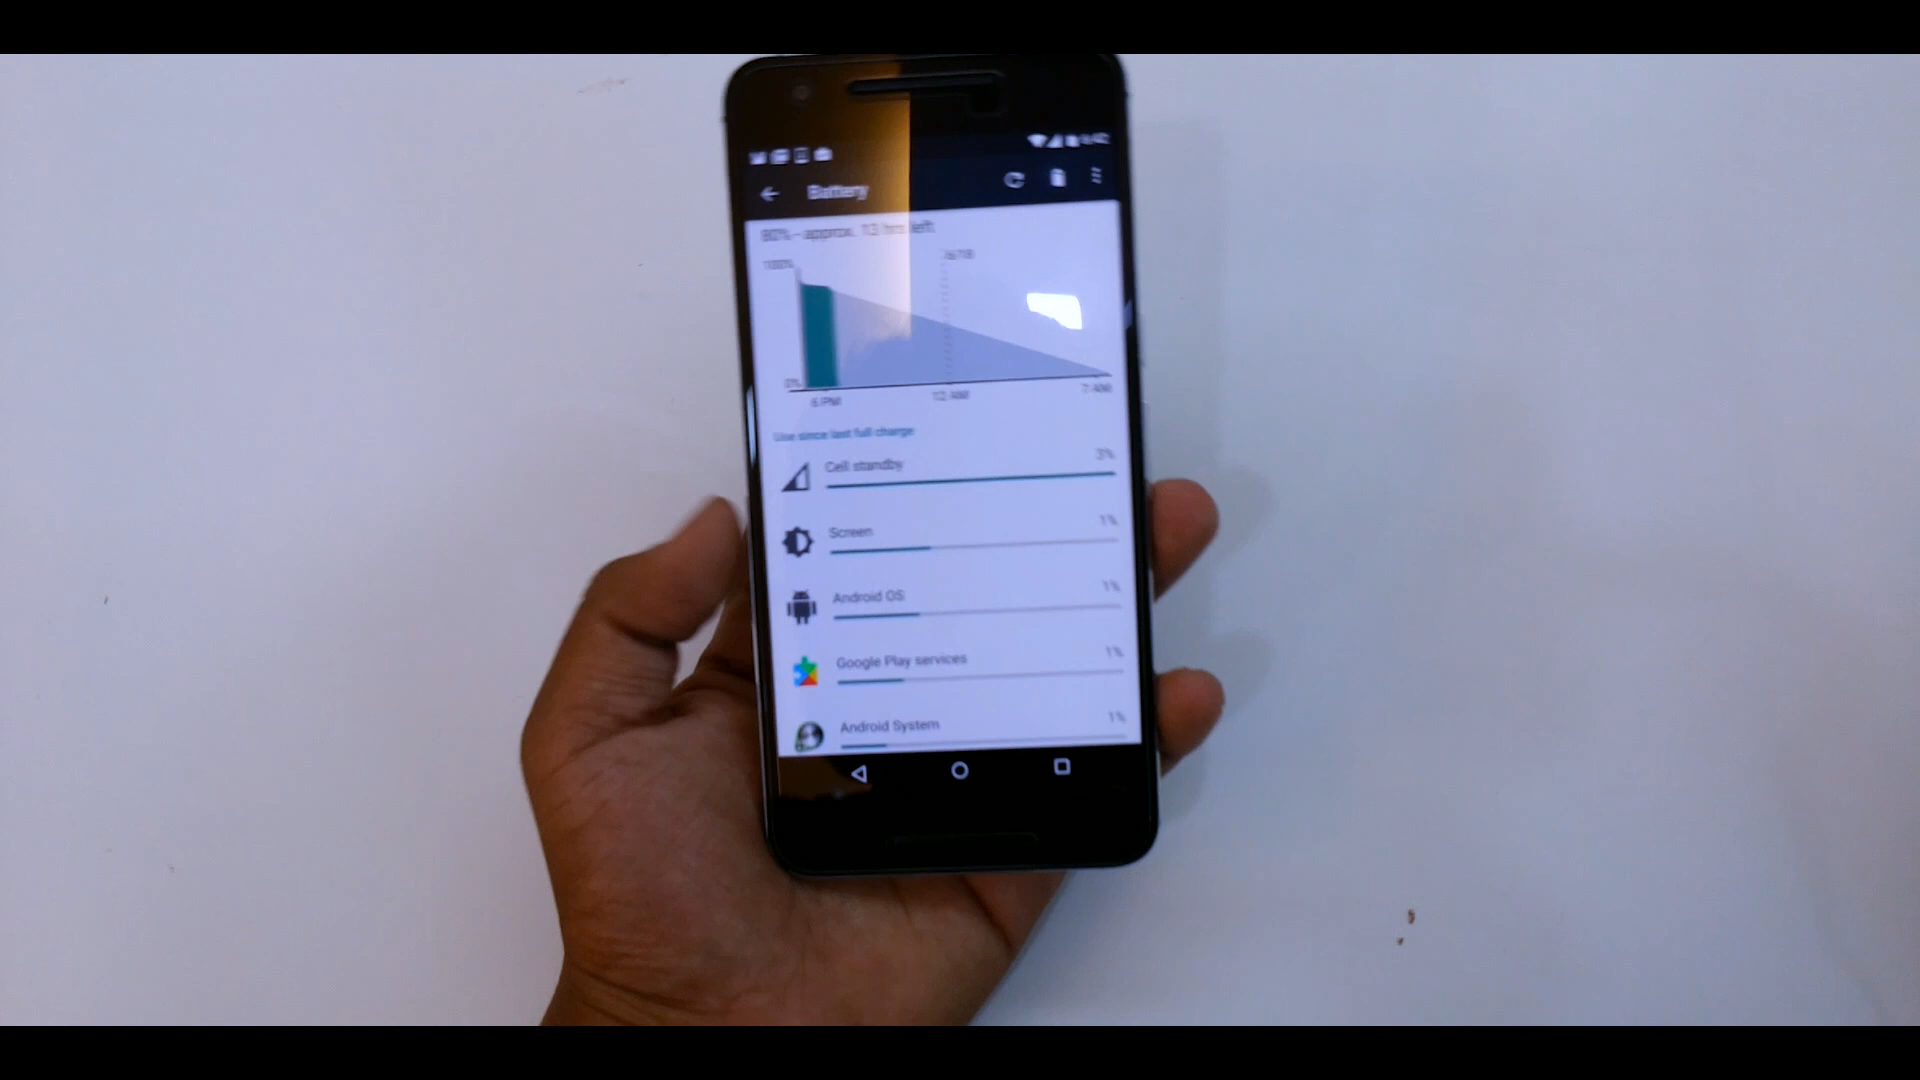 Battery
80% - approx. 13 hrs left
100%
0%
6 PM
12 AM
7 AM
Use since last full charge
Cell standby 3%
Screen 1%
Android OS 1%
Google Play services 1%
Android System 1%